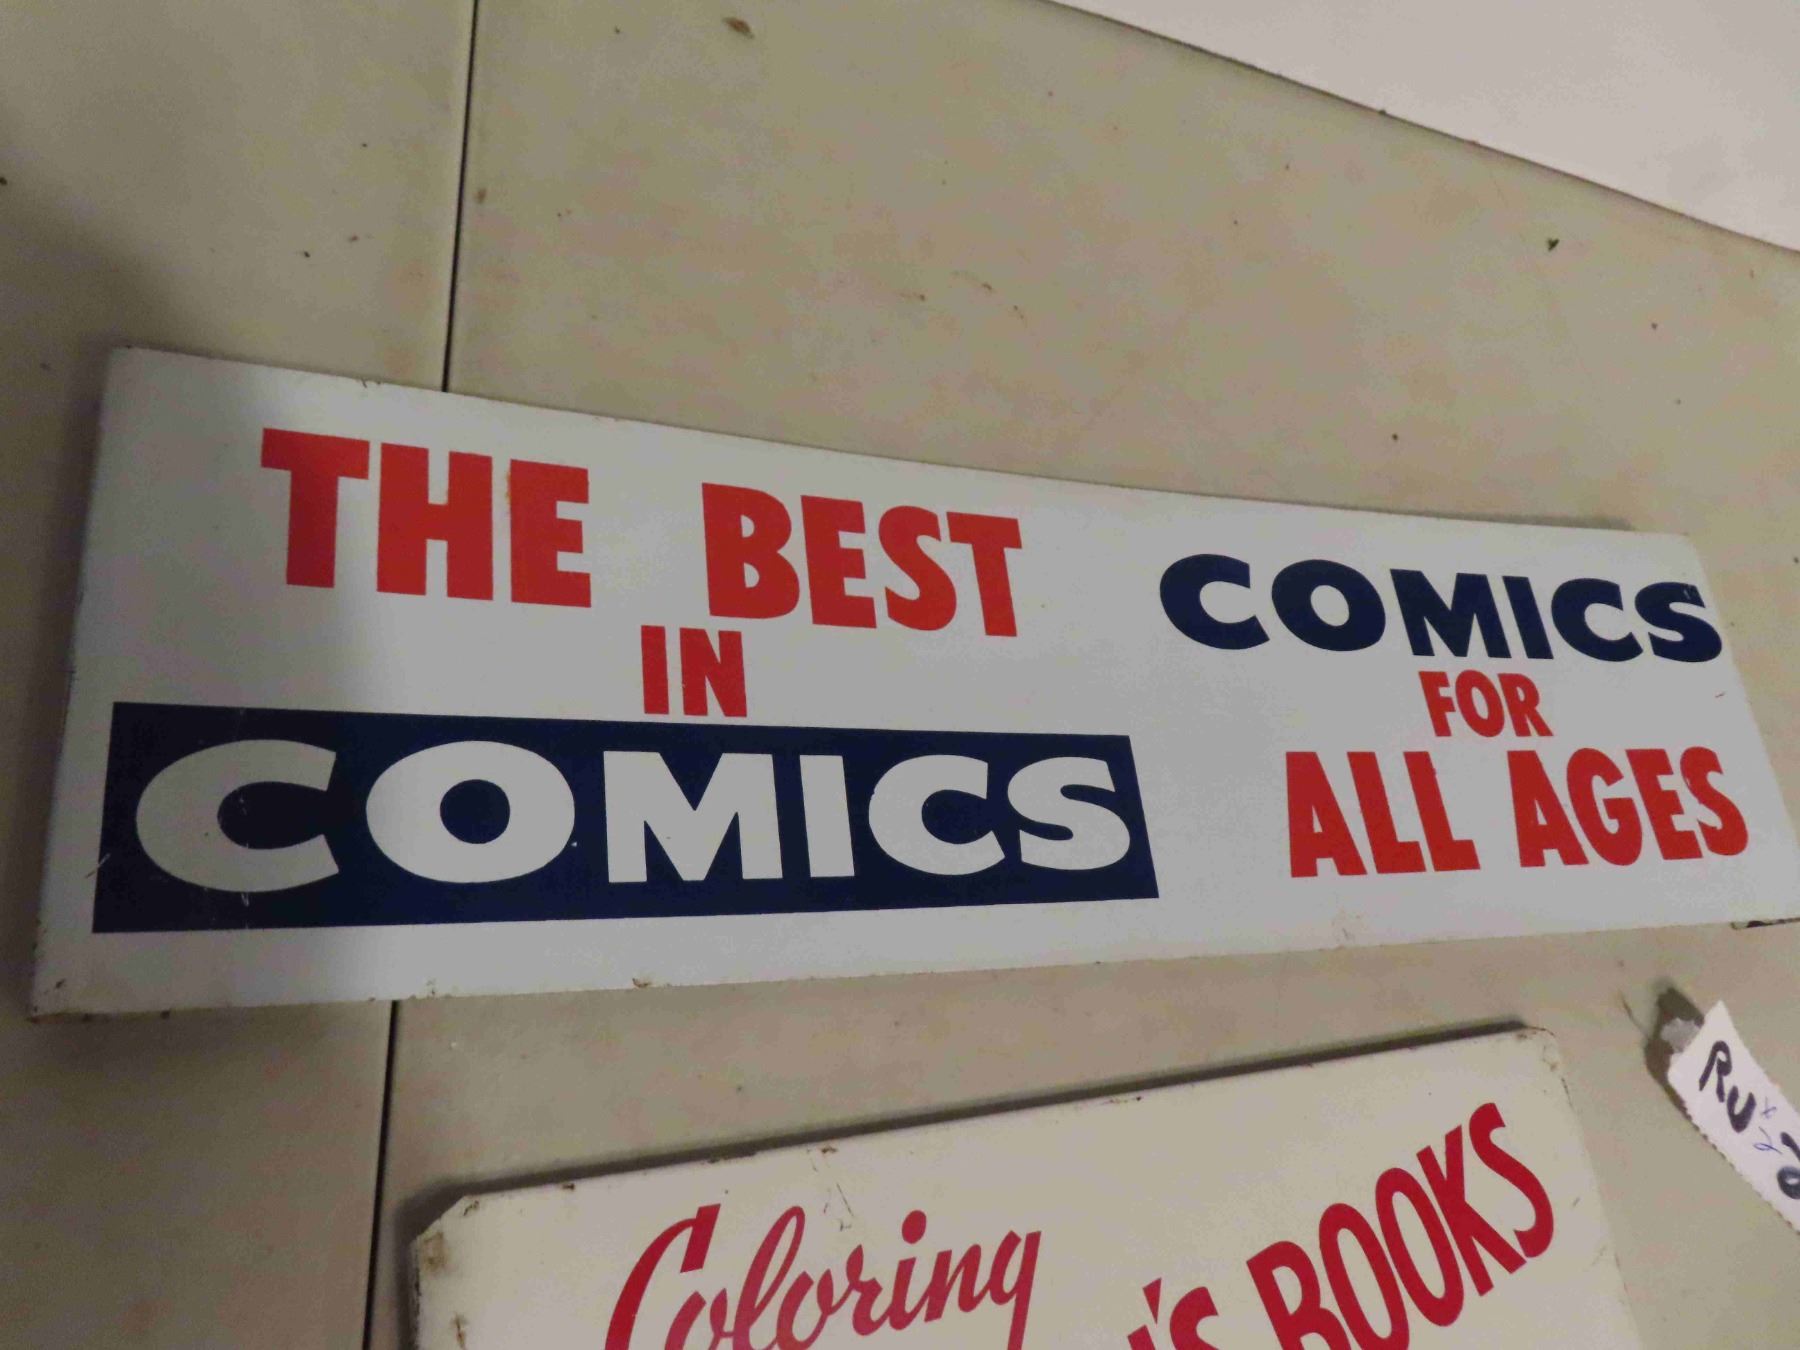 THE BEST
IN
COMICS
COMICS
FOR
ALL AGES
Coloring
'S BOOKS